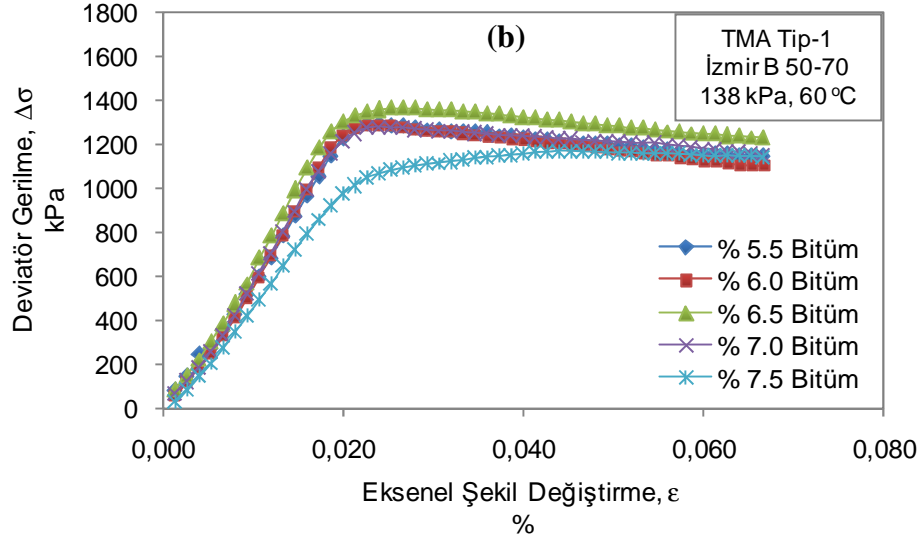 (b)
TMA Tip-1
İzmir B 50-70
138 kPa, 60 °C
Deviatör Gerilme, Δσ
kPa
1800
1600
1400
1200
1000
800
600
400
200
0
% 5.5 Bitüm
% 6.0 Bitüm
% 6.5 Bitüm
% 7.0 Bitüm
% 7.5 Bitüm
0,000 0,020 0,040 0,060 0,080
Eksenel Şekil Değiştirme, ε
%